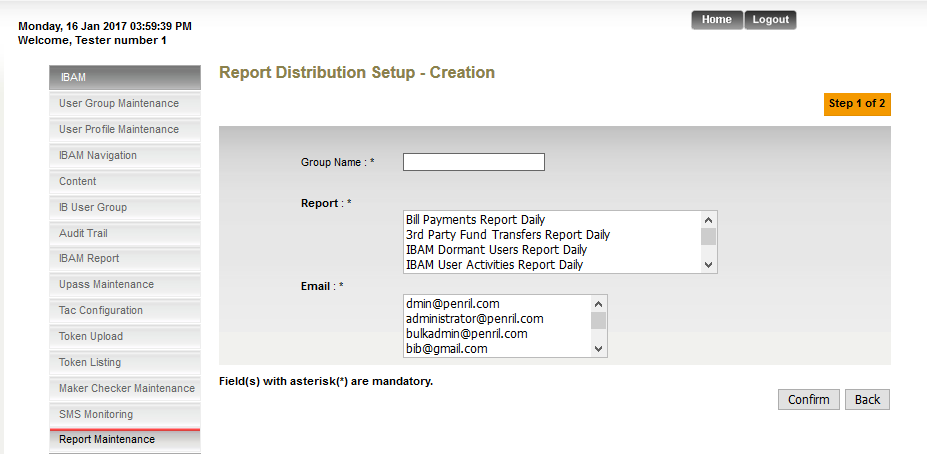 Monday, 16 Jan 2017 03:59:39 PM
Welcome, Tester number 1
Home
Logout
IBAM
User Group Maintenance
User Profile Maintenance
IBAM Navigation
Content
IB User Group
Audit Trail
IBAM Report
Upass Maintenance
Tac Configuration
Token Upload
Token Listing
Maker Checker Maintenance
SMS Monitoring
Report Maintenance
Report Distribution Setup - Creation
Step 1 of 2
Group Name : *
Report : *
Bill Payments Report Daily
3rd Party Fund Transfers Report Daily
IBAM Dormant Users Report Daily
IBAM User Activities Report Daily
Email : *
dmin@penril.com
administrator@penril.com
bulkadmin@penril.com
bib@gmail.com
Field(s) with asterisk(*) are mandatory.
Confirm
Back